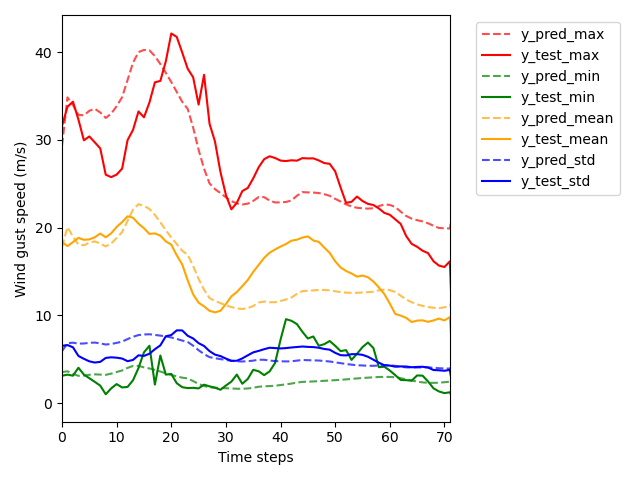 Wind gust speed (m/s)
40
30
20
10
0
0 10 20 30 40 50 60 70
Time steps
y_pred_max
y_test_max
y_pred_min
y_test_min
y_pred_mean
y_test_mean
y_pred_std
y_test_std